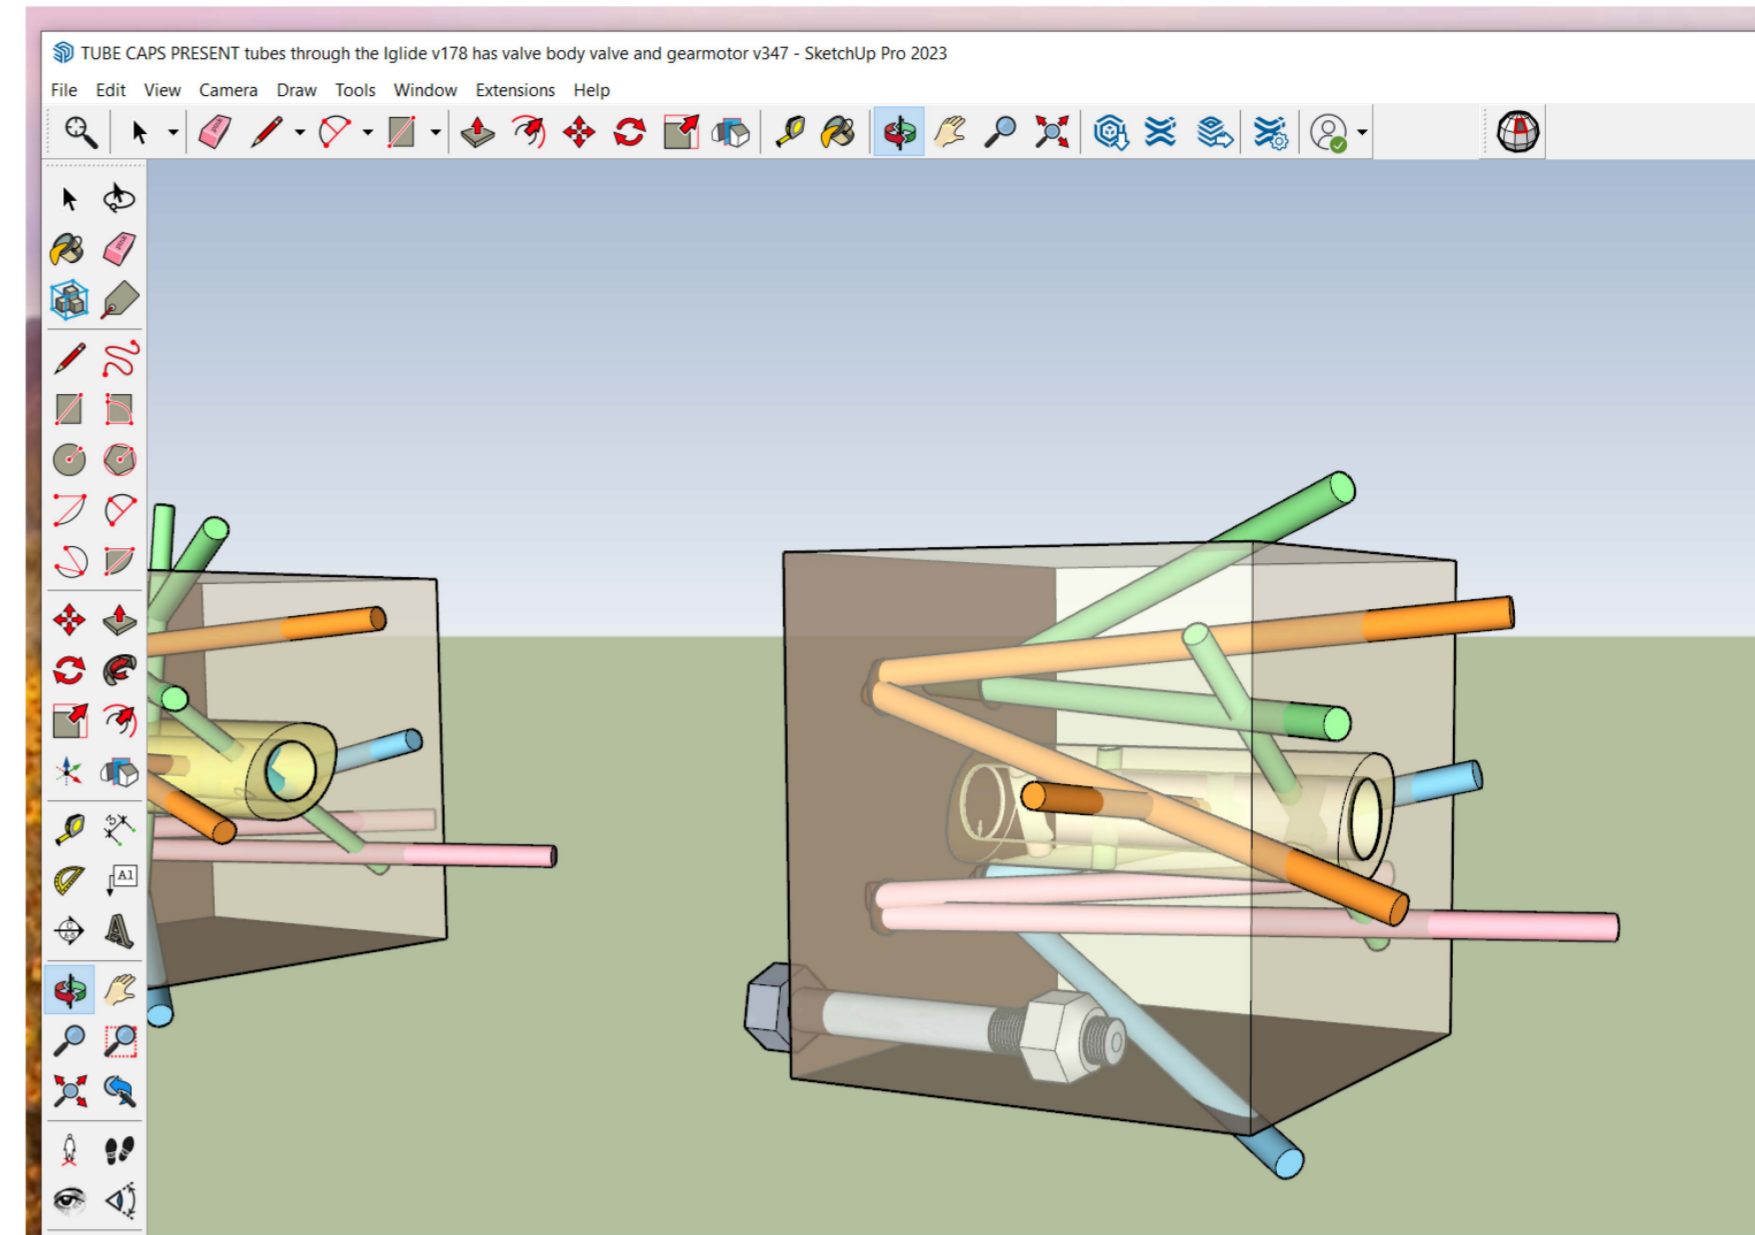 TUBE CAPS PRESENT tubes through the Iglide v178 has valve body valve and gearmotor v347 - SketchUp Pro 2023
File Edit View Camera Draw Tools Window Extensions Help
A1